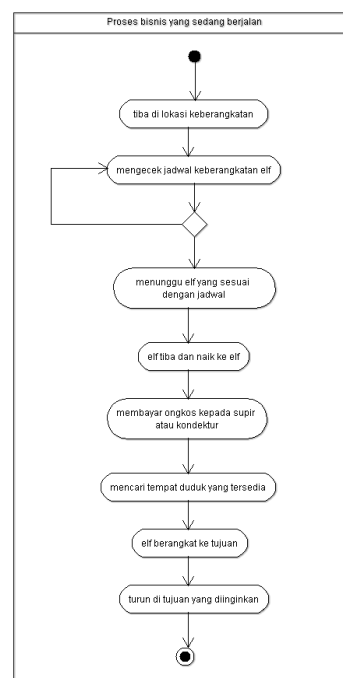 Proses bisnis yang sedang berjalan
tiba di lokasi keberangkatan
mengecek jadwal keberangkatan elf
menunggu elf yang sesuai
dengan jadwal
elf tiba dan naik ke elf
membayar ongkos kepada supir
atau kondektur
mencari tempat duduk yang tersedia
elf berangkat ke tujuan
turun di tujuan yang diinginkan